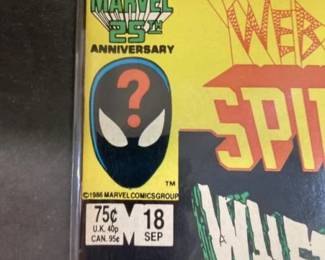 MARVEL
25TH
ANNIVERSARY
WEB
SPI
?
TM
©1986 MARVEL COMICS GROUP
75¢
U.K. 40p
CAN. 95¢
M
18
SEP